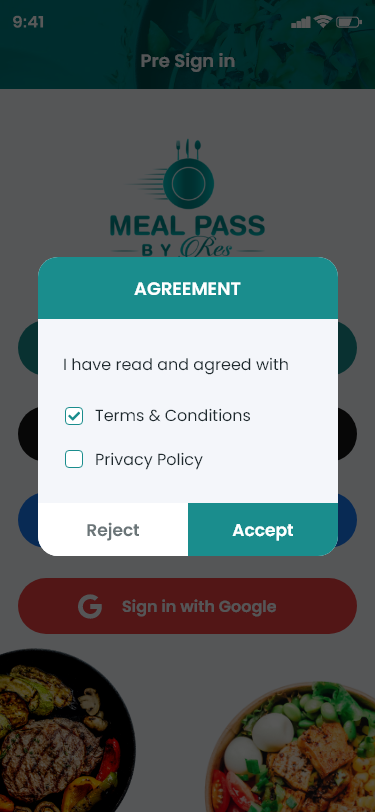 9:41
Pre Sign in
MEAL PASS
BY Res
AGREEMENT
I have read and agreed with
Terms & Conditions
Privacy Policy
Reject
Accept
Sign in with Google